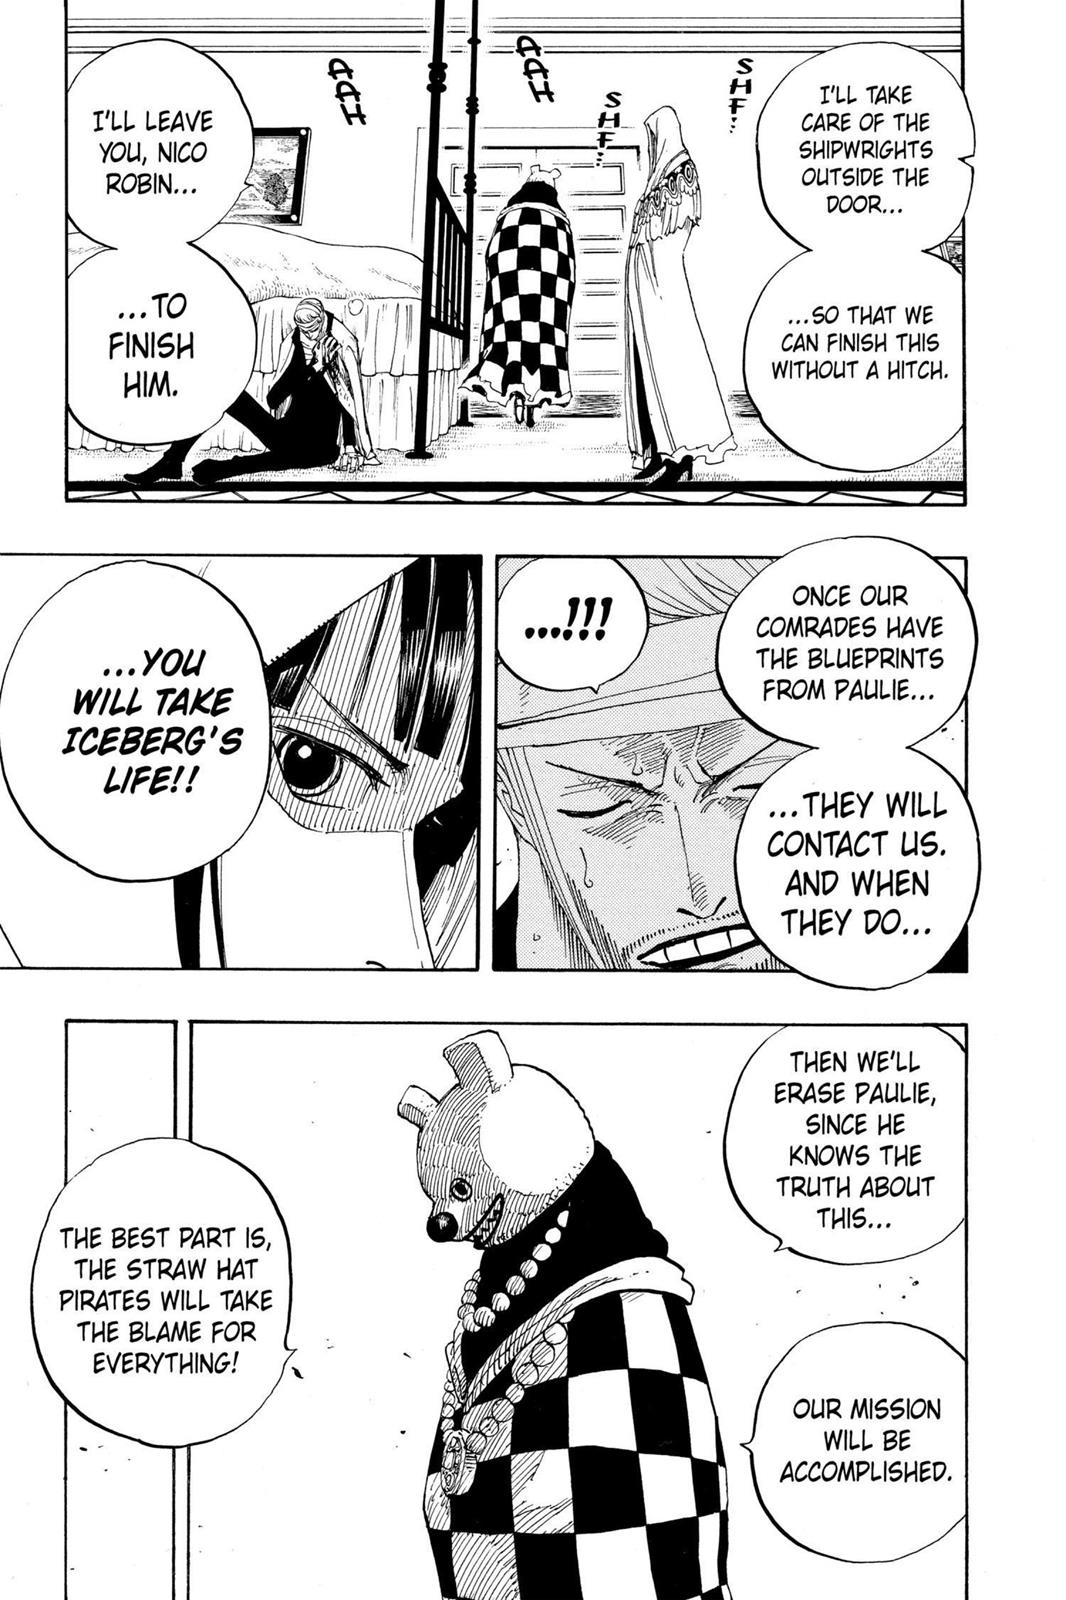 I'LL TAKE
CARE OF THE
SHIPWRIGHTS
OUTSIDE THE
DOOR...
...SO THAT WE
CAN FINISH THIS
WITHOUT A HITCH.
SHF..
SHF..
AAH
AAH
I'LL LEAVE
YOU, NICO
ROBIN...
...TO
FINISH
HIM.
ONCE OUR
COMRADES HAVE
THE BLUEPRINTS
FROM PAULIE...
...THEY WILL
CONTACT US.
AND WHEN
THEY DO...
...!!!
...YOU
WILL TAKE
ICEBERG'S
LIFE!!
THEN WE'LL
ERASE PAULIE,
SINCE HE
KNOWS THE
TRUTH ABOUT
THIS...
OUR MISSION
WILL BE
ACCOMPLISHED.
THE BEST PART IS,
THE STRAW HAT
PIRATES WILL TAKE
THE BLAME FOR
EVERYTHING!